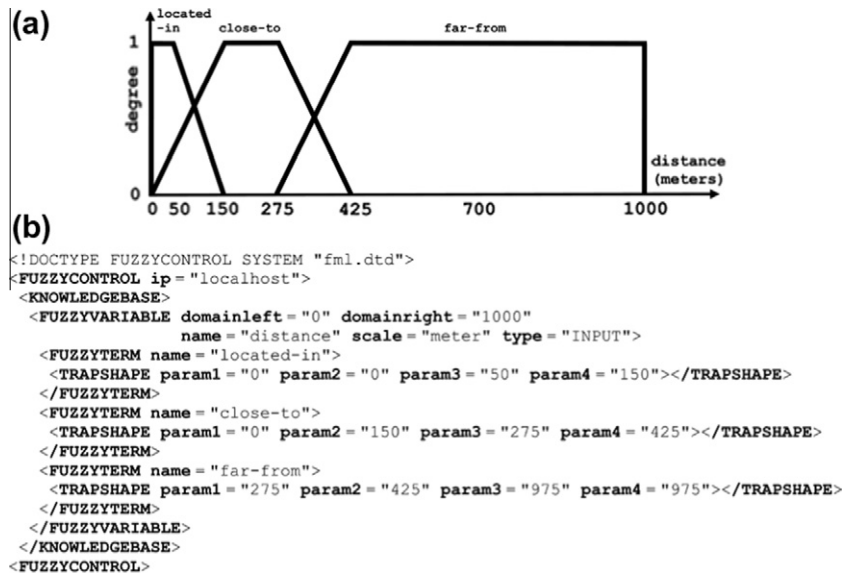 (a)
located
-in
close-to
far-from
1
degree
0
distance
(meters)
0 50 150 275 425 700 1000
(b)
<!DOCTYPE FUZZYCONTROL SYSTEM "fml.dtd">
<FUZZYCONTROL ip = "localhost">
<KNOWLEDGEBASE>
<FUZZYVARIABLE domainleft = "0" domainright = "1000"
name = "distance" scale = "meter" type = "INPUT">
<FUZZYTERM name = "located-in">
<TRAPSHAPE param1 = "0" param2 = "0" param3 = "50" param4 = "150"></TRAPSHAPE>
</FUZZYTERM>
<FUZZYTERM name = "close-to">
<TRAPSHAPE param1 = "0" param2 = "150" param3 = "275" param4 = "425"></TRAPSHAPE>
</FUZZYTERM>
<FUZZYTERM name = "far-from">
<TRAPSHAPE param1 = "275" param2 = "425" param3 = "975" param4 = "975"></TRAPSHAPE>
</FUZZYTERM>
</FUZZYVARIABLE>
</KNOWLEDGEBASE>
<FUZZYCONTROL>